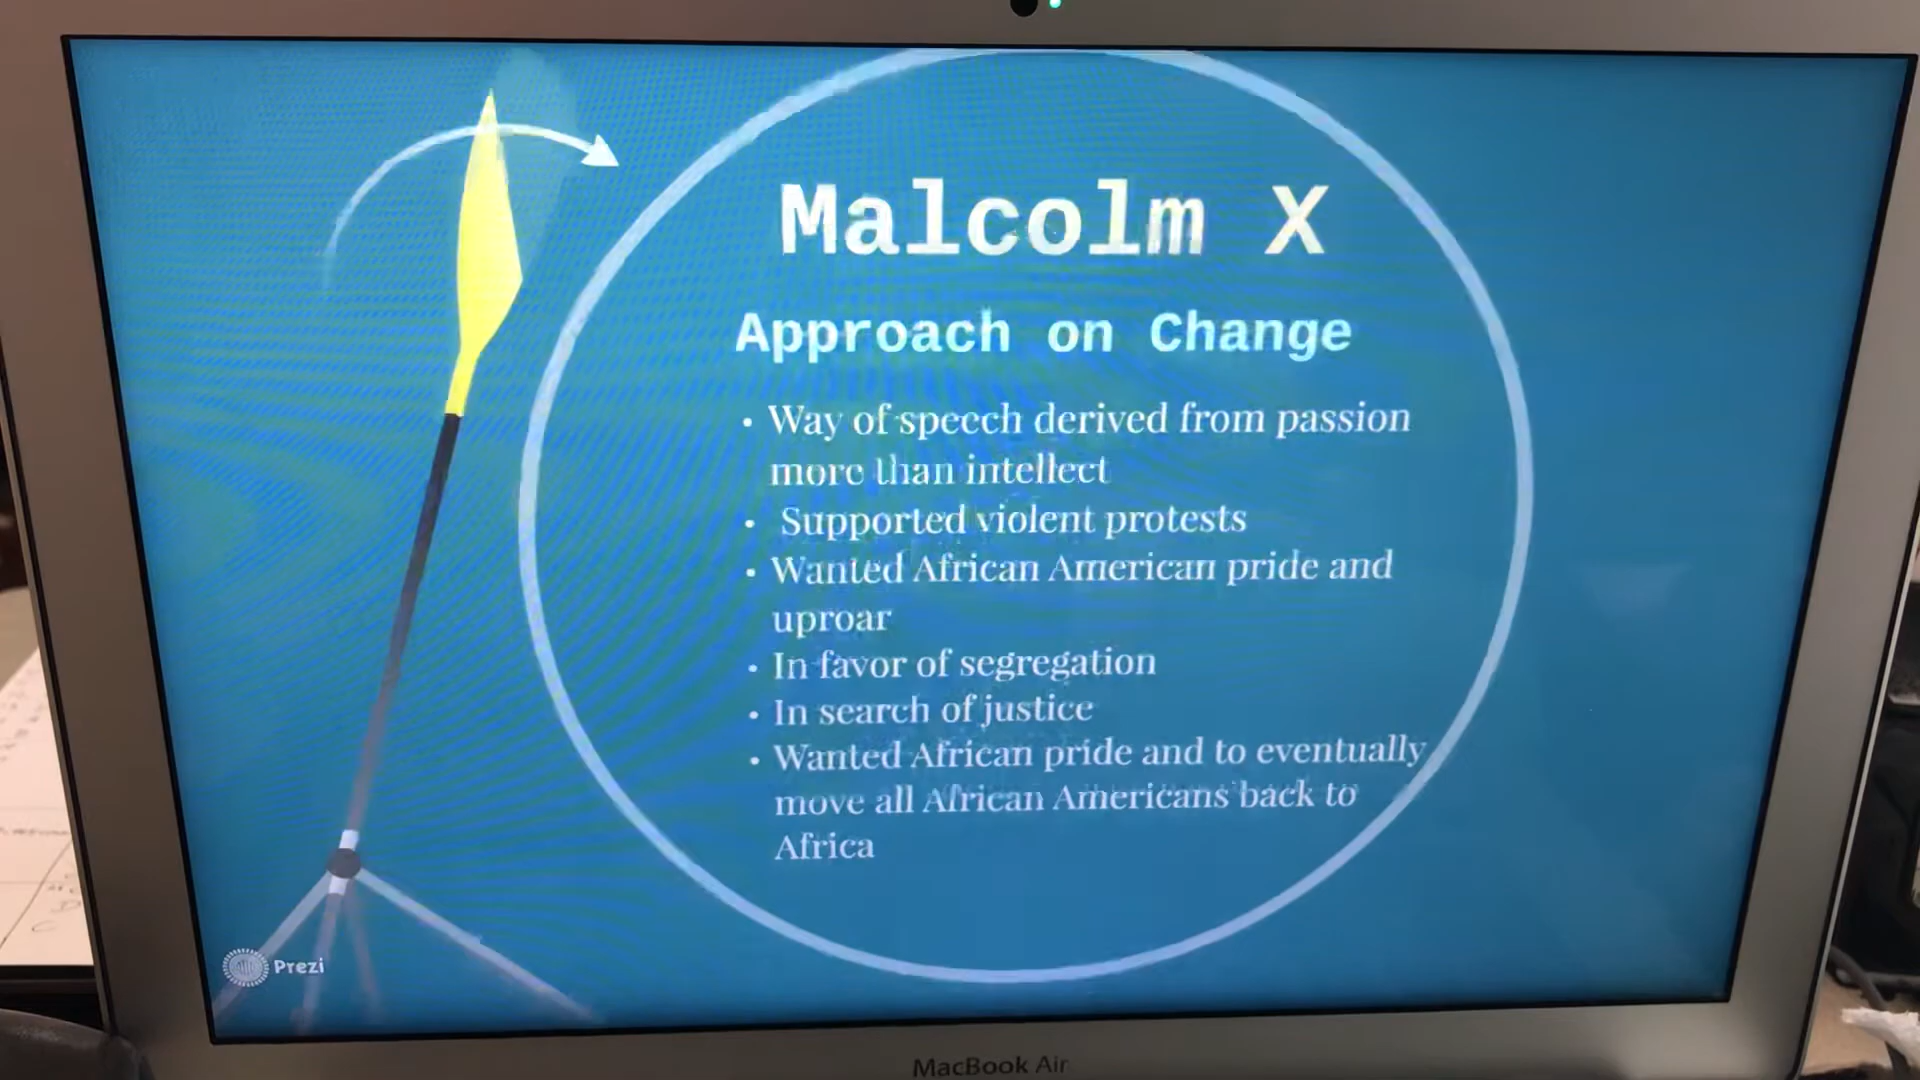 Malcolm X
Approach on Change
• Way of speech derived from passion
more than intellect
• Supported violent protests
• Wanted African American pride and
uproar
• In favor of segregation
• In search of justice
• Wanted African pride and to eventually
move all African Americans back to
Africa
Prezi
MacBook Air